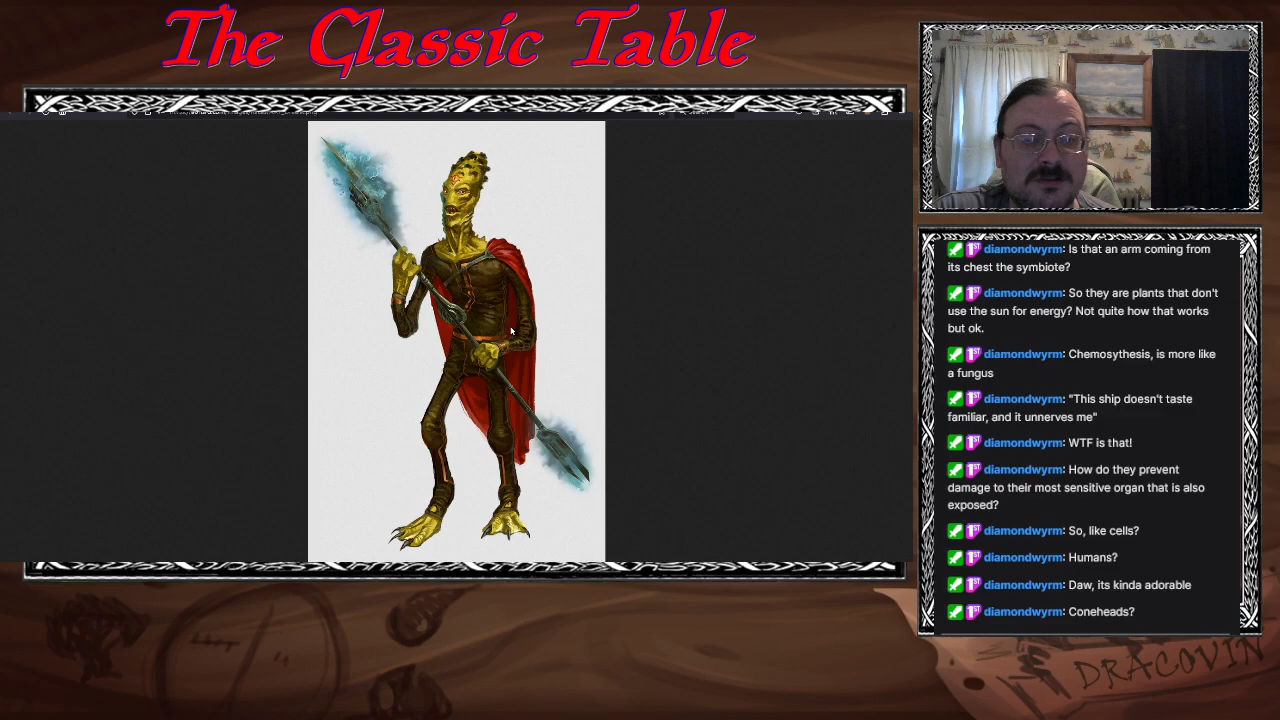 The Classic Table
diamondwyrm: Is that an arm coming from
its chest the symbiote?
diamondwyrm: So they are plants that don't
use the sun for energy? Not quite how that works
but ok.
diamondwyrm: Chemosythesis, is more like
a fungus
diamondwyrm: "This ship doesn't taste
familiar, and it unnerves me"
diamondwyrm: WTF is that!
diamondwyrm: How do they prevent
damage to their most sensitive organ that is also
exposed?
diamondwyrm: So, like cells?
diamondwyrm: Humans?
diamondwyrm: Daw, its kinda adorable
diamondwyrm: Coneheads?
DRACOVIN